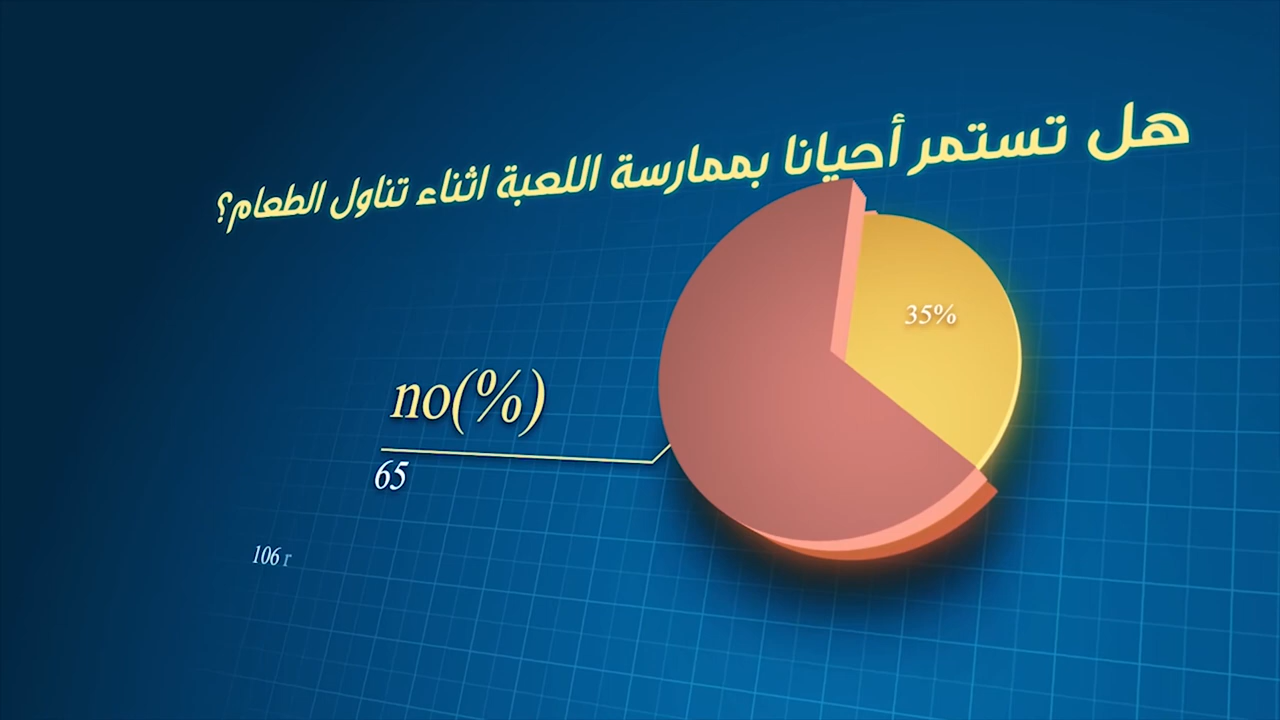 هل تستمر أحيانا بممارسة اللعبة اثناء تناول الطعام؟
35%
no(%)
65
106 r